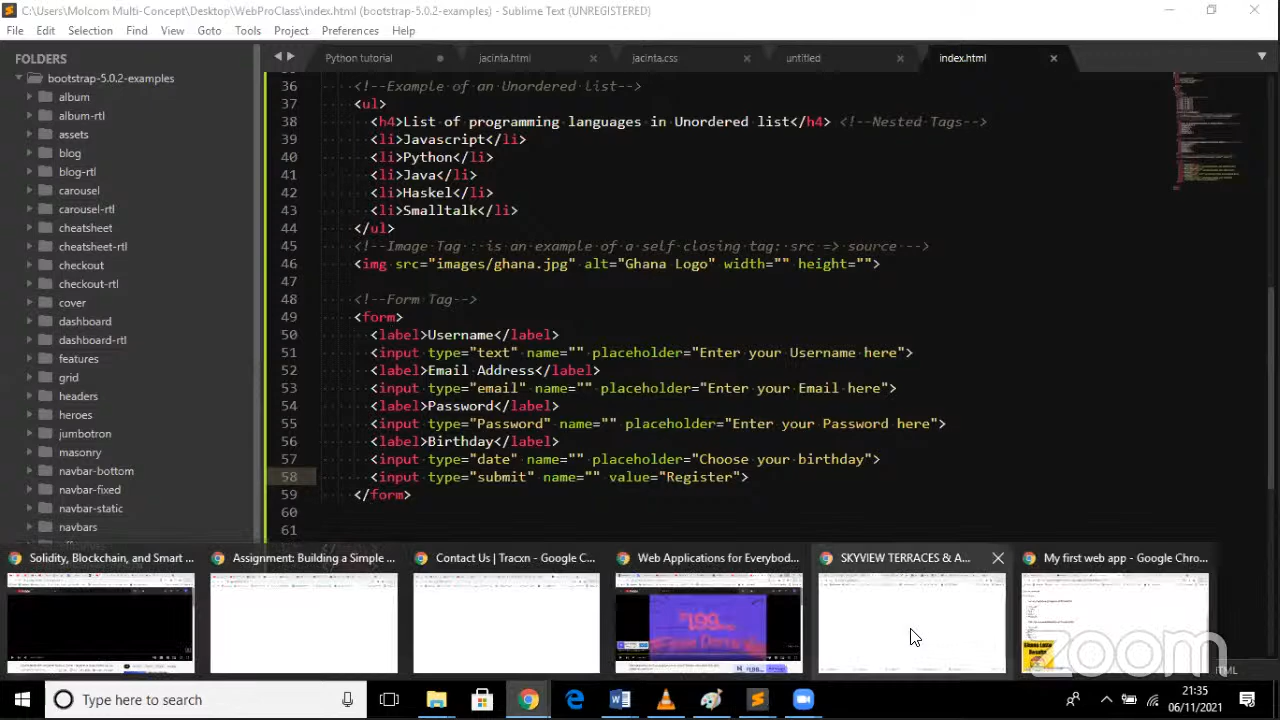 C:\Users\Molcom Multi-Concept\Desktop\WebProClass\index.html (bootstrap-5.0.2-examples) - Sublime Text (UNREGISTERED)
File Edit Selection Find View Goto Tools Project Preferences Help
FOLDERS
bootstrap-5.0.2-examples
album
album-rtl
assets
blog
blog-rtl
carousel
carousel-rtl
cheatsheet
cheatsheet-rtl
checkout
checkout-rtl
cover
dashboard
dashboard-rtl
features
grid
headers
heroes
jumbotron
masonry
navbar-bottom
navbar-fixed
navbar-static
navbars
Python tutorial jacinta.html jacinta.css untitled index.html
36 <!--Example of an Unordered list-->
37 <ul>
38 <h4>List of pogramming languages in Unordered list</h4> <!--Nested Tags-->
39 <li>Javascript</li>
40 <li>Python</li>
41 <li>Java</li>
42 <li>Haskel</li>
43 <li>Smalltalk</li>
44 </ul>
45 <!--Image Tag : is an example of a self closing tag: src => source -->
46 <img src="images/ghana.jpg" alt="Ghana Logo" width="" height="">
47
48 <!--Form Tag-->
49 <form>
50 <label>Username</label>
51 <input type="text" name="" placeholder="Enter your Username here">
52 <label>Email Address</label>
53 <input type="email" name="" placeholder="Enter your Email here">
54 <label>Password</label>
55 <input type="Password" name="" placeholder="Enter your Password here">
56 <label>Birthday</label>
57 <input type="date" name="" placeholder="Choose your birthday">
58 <input type="submit" name="" value="Register">
59 </form>
60
61
Solidity, Blockchain, and Smart ...
Assignment: Building a Simple...
Contact Us | Tracxn - Google C...
Web Applications for Everybod...
SKYVIEW TERRACES & A...
My first web app - Google Chro...
zoom
Type here to search
21:35
06/11/2021